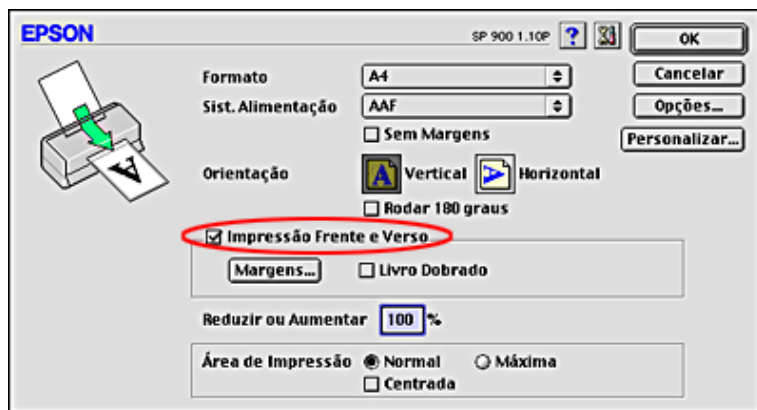 EPSON SP 900 1.10P ? OK
Formato A4 Cancelar
Sist. Alimentação AAF Opções...
Sem Margens Personalizar...
Orientação A Vertical A Horizontal
Rodar 180 graus
Impressão Frente e Verso
Margens... Livro Dobrado
Reduzir ou Aumentar 100 %
Área de Impressão Normal Máxima
Centrada
A